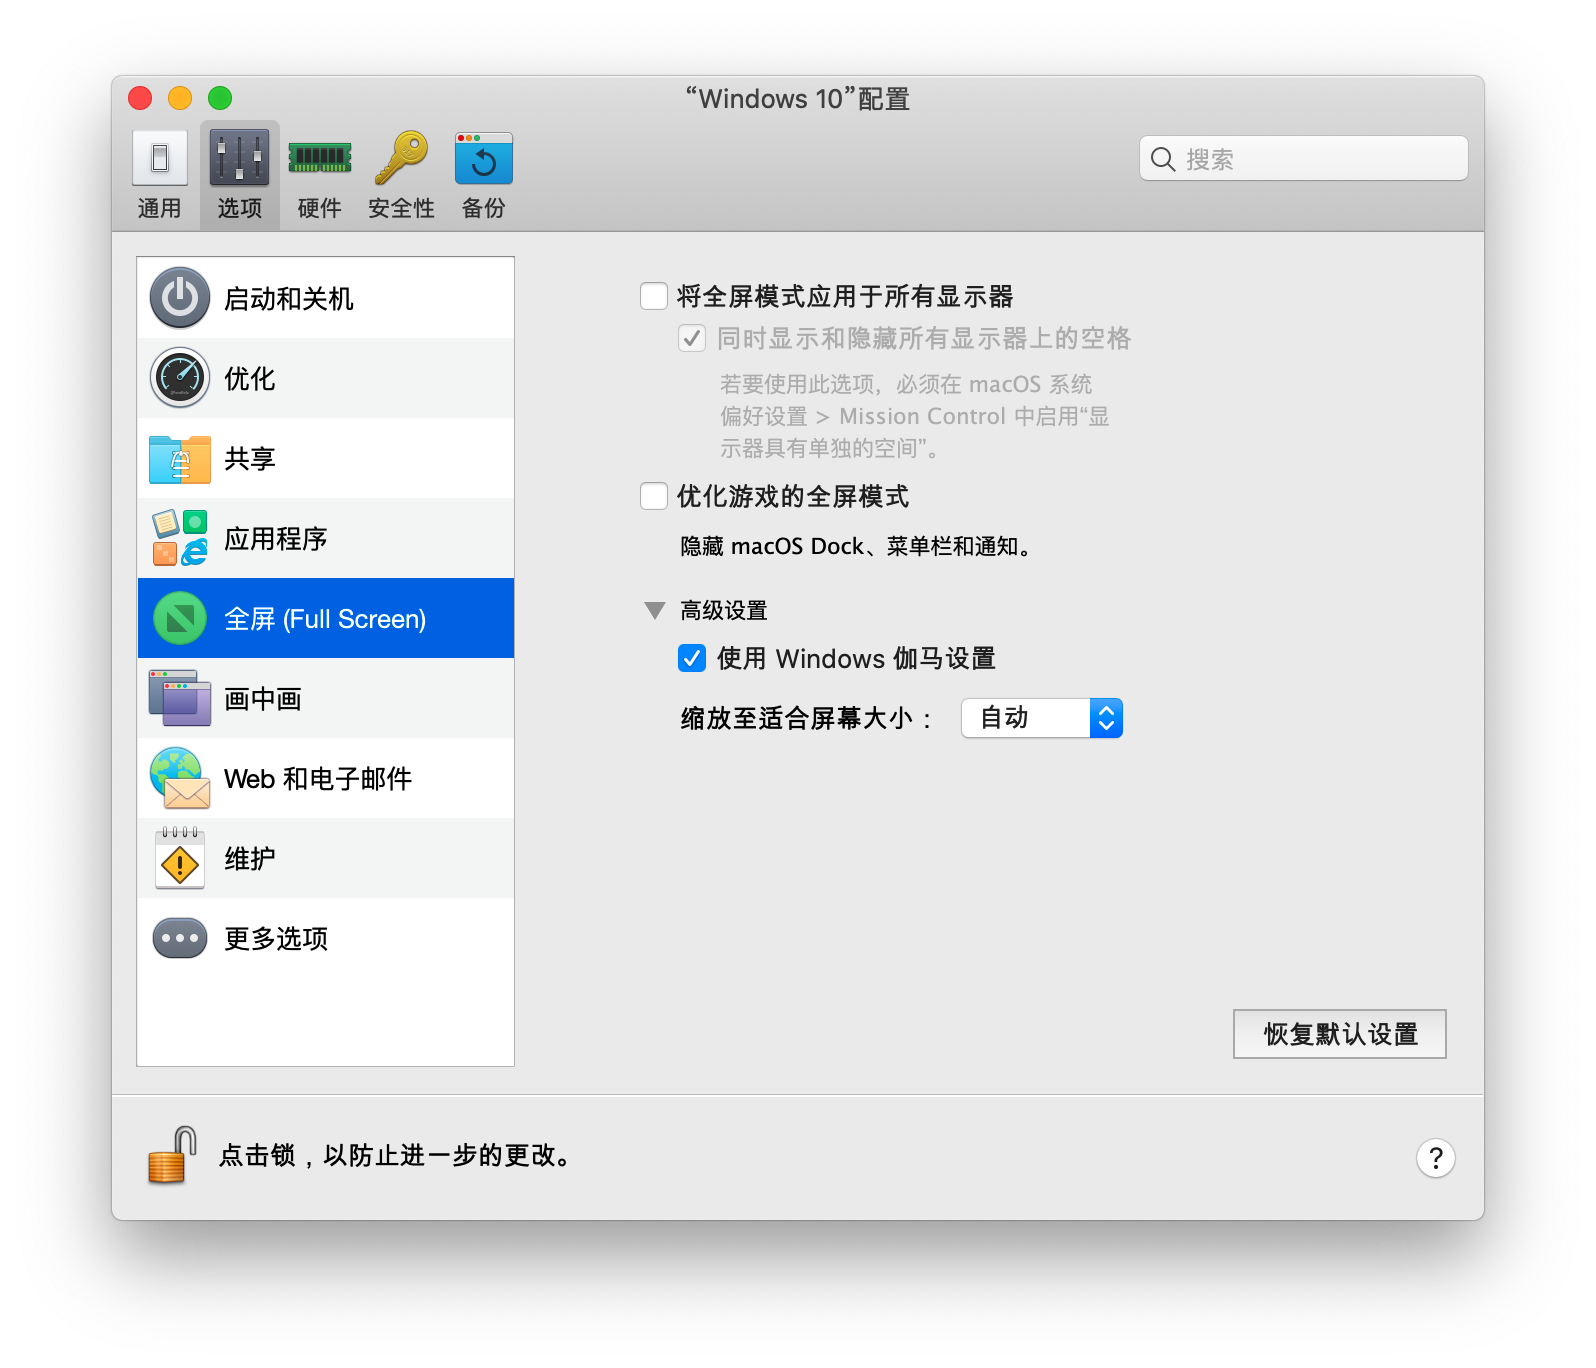 “Windows 10”配置
通用
选项
硬件
安全性
备份
搜索
启动和关机
优化
共享
应用程序
全屏 (Full Screen)
画中画
Web 和电子邮件
维护
更多选项
将全屏模式应用于所有显示器
同时显示和隐藏所有显示器上的空格
若要使用此选项，必须在 macOS 系统
偏好设置 > Mission Control 中启用“显
示器具有单独的空间”。
优化游戏的全屏模式
隐藏 macOS Dock、菜单栏和通知。
高级设置
使用 Windows 伽马设置
缩放至适合屏幕大小： 自动
恢复默认设置
点击锁，以防止进一步的更改。
?